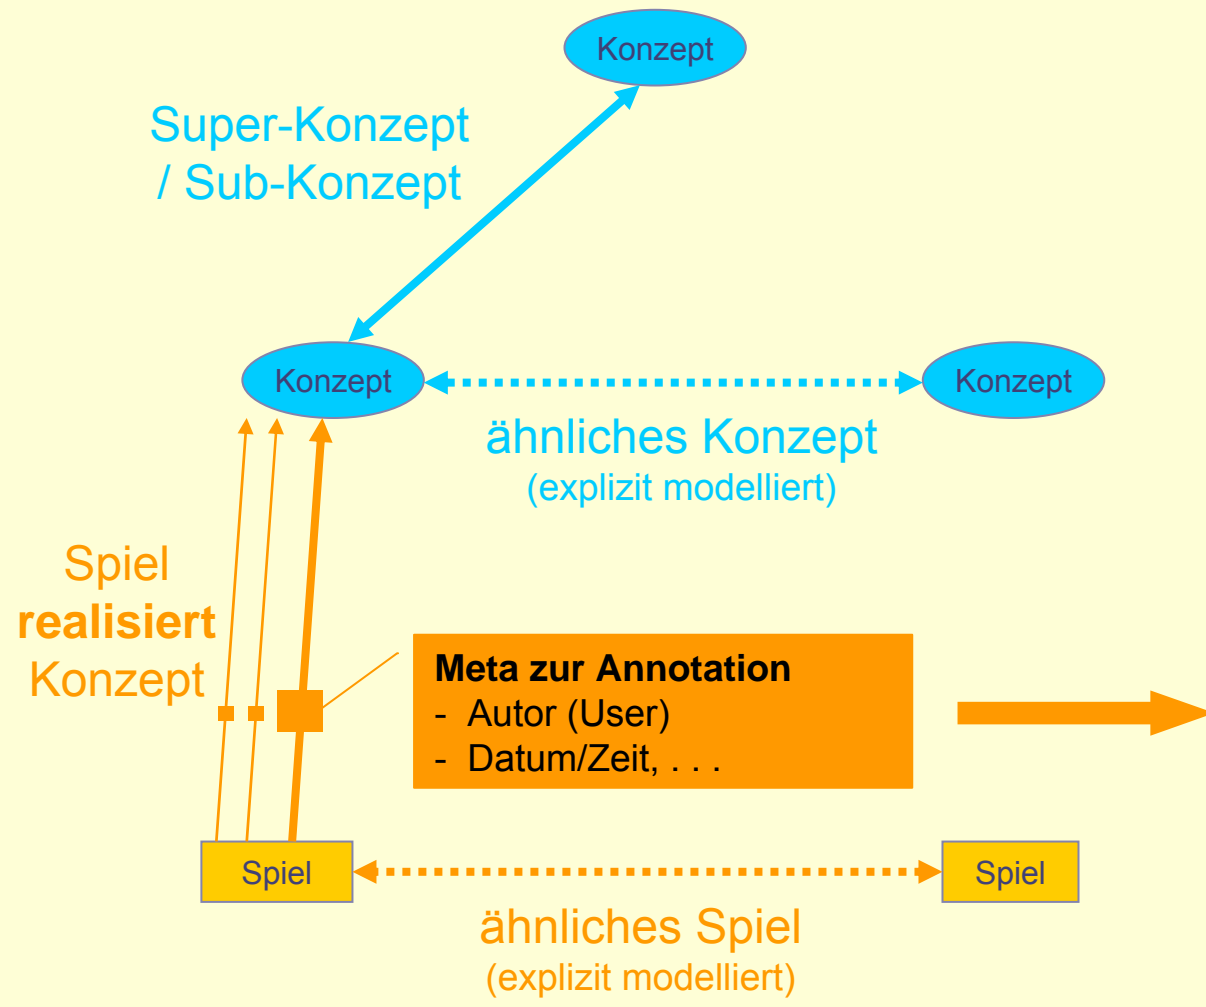 Konzept
Super-Konzept
/ Sub-Konzept
Konzept
Konzept
ähnliches Konzept
(explizit modelliert)
Spiel
realisiert
Konzept
Meta zur Annotation
- Autor (User)
- Datum/Zeit, . . .
Spiel
Spiel
ähnliches Spiel
(explizit modelliert)